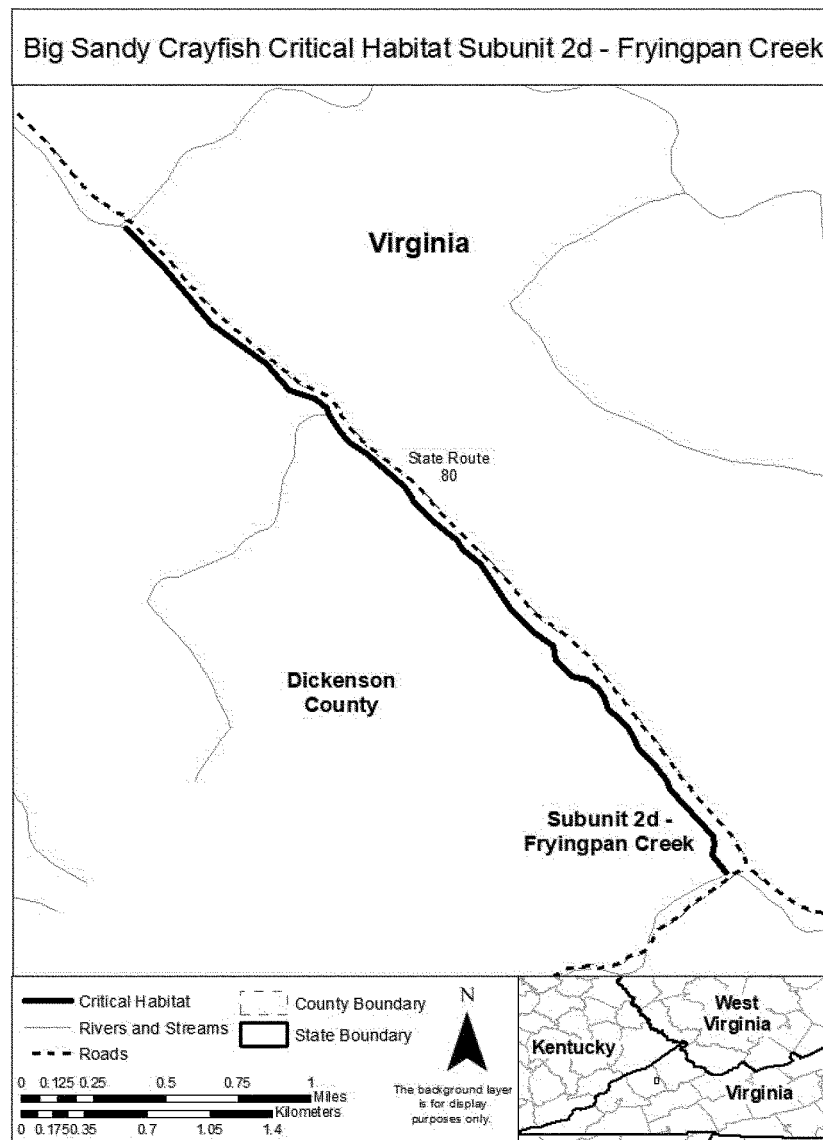 Big Sandy Crayfish Critical Habitat Subunit 2d - Fryingpan Creek
Virginia
State Route
80
Dickenson
County
Subunit 2d -
Fryingpan Creek
Critical Habitat
Rivers and Streams
Roads
County Boundary
State Boundary
N
The background layer
is for display
purposes only.
0 0.125 0.25 0.5 0.75 1
Miles
Kilometers
0 0.175 0.35 0.7 1.05 1.4
West
Virginia
Kentucky
Virginia